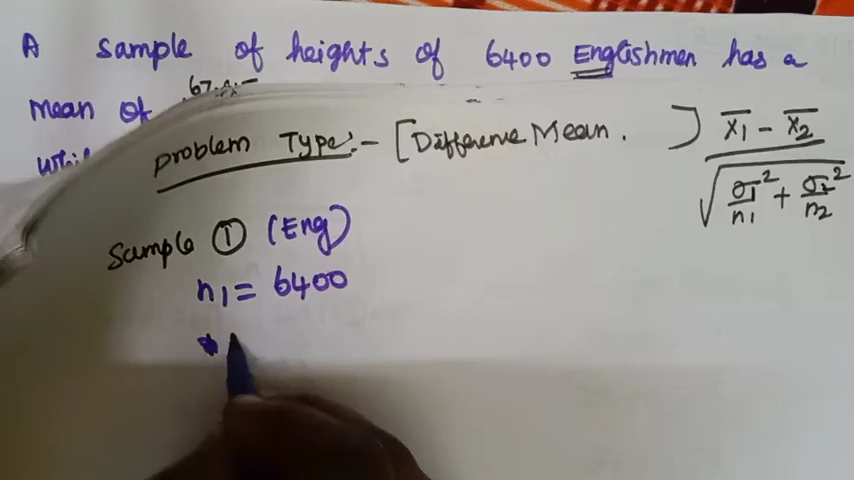 A sample of heights of 6400 Englishmen has a
mean of
Problem Type:- [Difference Mean. ]
x̄₁ - x̄₂
√(σ₁²/n₁ + σ₂²/n₂)
Sample ① (Eng)
n₁ = 6400